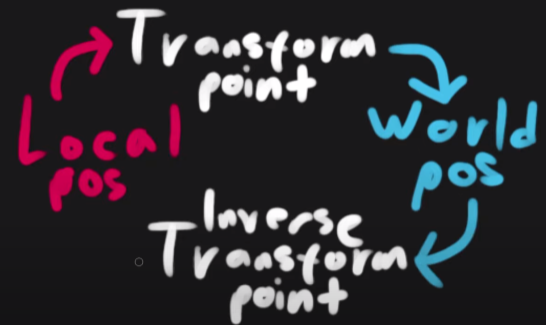 Transform
point
Local
pos
World
pos
Inverse
Transform
point